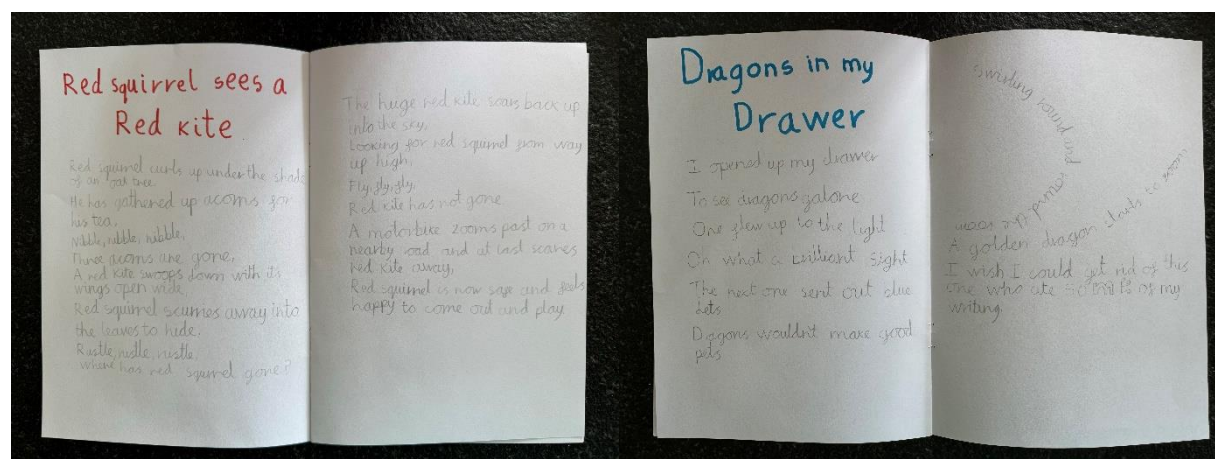 Red squirrel sees a
Red Kite
Red squirrel curls up under the shade
of an oak tree.
He has gathered up acorns for
his tea.
Nibble, nibble, nibble,
Three acorns are gone,
A red kite swoops down with its
wings open wide
Red squirrel scurries away into
the leaves to hide.
Rustle, rustle, rustle,
where has red squirrel gone?
The huge red kite soars back up
into the sky,
Looking for red squirrel from way
up high,
Fly, fly, fly,
Red kite has not gone
A motorbike zooms past on a
nearby road and at last scares
red kite away,
Red squirrel is now safe and feels
happy to come out and play
Dragons in my
Drawer
I opened up my drawer
To see dragons galore
One flew up to the light
Oh what a brilliant sight
The next one sent out blue
Dragons wouldn't make good
pets
Swirling round and round the room
A golden dragon starts to zoom,
I wish I could get rid of this
one who ate of my
writing.